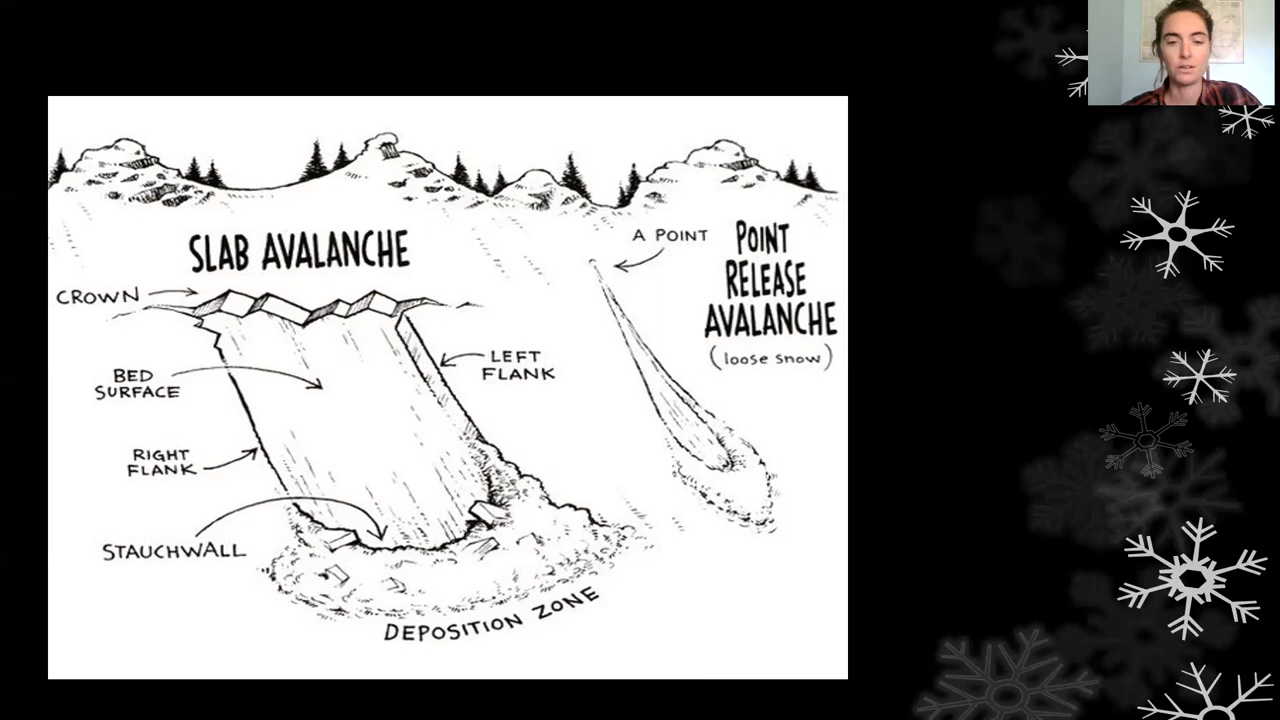 SLAB AVALANCHE
CROWN
BED
SURFACE
RIGHT
FLANK
STAUCHWALL
LEFT
FLANK
DEPOSITION ZONE
A POINT
POINT
RELEASE
AVALANCHE
(loose snow)